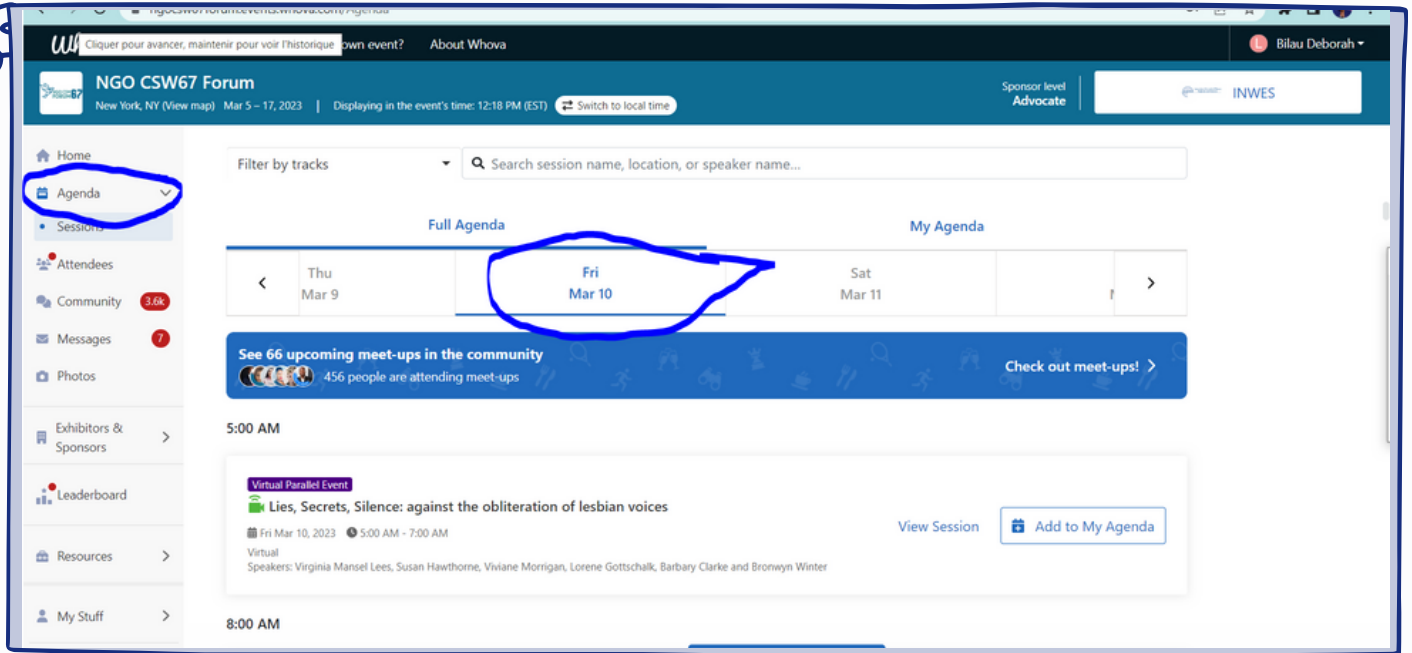 ngocsw67forum.events.whova.com/Agenda
Cliquer pour avancer, maintenir pour voir l'historique own event? About Whova
L Bilau Deborah
NGO CSW67 Forum
New York, NY (View map) Mar 5 – 17, 2023 | Displaying in the event's time: 12:18 PM (EST) Switch to local time
Sponsor level
Advocate
INWES
Home
Agenda
Sessions
Attendees
Community 3.6k
Messages 7
Photos
Exhibitors &
Sponsors
Leaderboard
Resources
My Stuff
Filter by tracks
Search session name, location, or speaker name...
Full Agenda My Agenda
Thu
Mar 9
Fri
Mar 10
Sat
Mar 11
See 66 upcoming meet-ups in the community
456 people are attending meet-ups
Check out meet-ups!
5:00 AM
Virtual Parallel Event
Lies, Secrets, Silence: against the obliteration of lesbian voices
Fri Mar 10, 2023 5:00 AM - 7:00 AM
Virtual
Speakers: Virginia Mansel Lees, Susan Hawthorne, Viviane Morrigan, Lorene Gottschalk, Barbary Clarke and Bronwyn Winter
View Session Add to My Agenda
8:00 AM